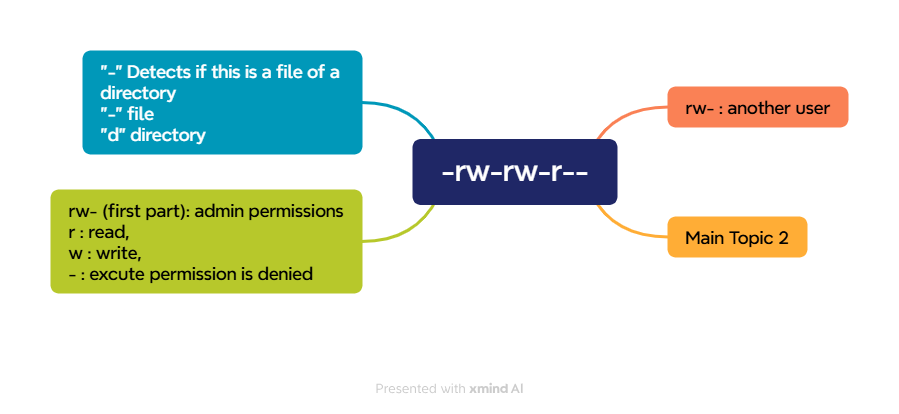 "-" Detects if this is a file of a
directory
"-" file
"d" directory
rw- (first part): admin permissions
r : read,
w : write,
- : excute permission is denied
-rw-rw-r--
rw- : another user
Main Topic 2
Presented with xmind AI